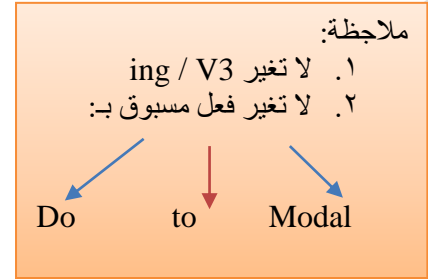 ملاحظة:
١. لا تغير ing / V3
٢. لا تغير فعل مسبوق بـ:
Do to Modal